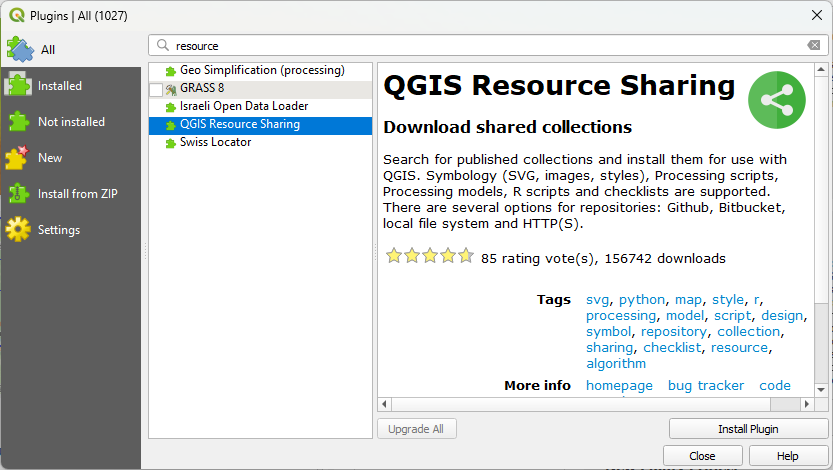 Plugins | All (1027)
All
Installed
Not installed
New
Install from ZIP
Settings
resource
Geo Simplification (processing)
GRASS 8
Israeli Open Data Loader
QGIS Resource Sharing
Swiss Locator
QGIS Resource Sharing
Download shared collections
Search for published collections and install them for use with
QGIS. Symbology (SVG, images, styles), Processing scripts,
Processing models, R scripts and checklists are supported.
There are several options for repositories: Github, Bitbucket,
local file system and HTTP(S).
85 rating vote(s), 156742 downloads
Tags svg, python, map, style, r,
processing, model, script, design,
symbol, repository, collection,
sharing, checklist, resource,
algorithm
More info homepage bug tracker code
Upgrade All
Install Plugin
Close
Help